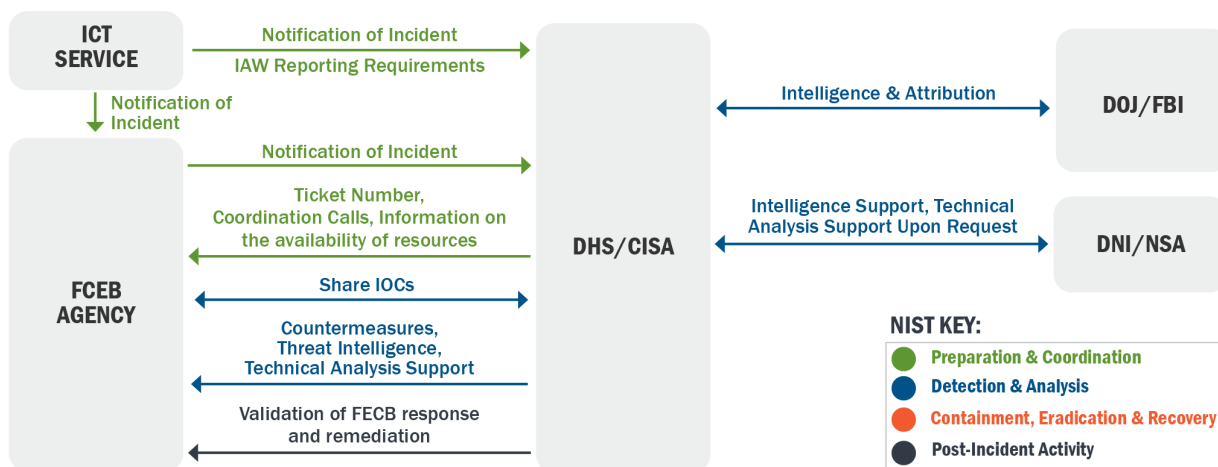 ICT
SERVICE
Notification of Incident
IAW Reporting Requirements
Notification of
Incident
FCEB
AGENCY
Notification of Incident
Ticket Number,
Coordination Calls, Information on
the availability of resources
Share IOCs
Countermeasures,
Threat Intelligence,
Technical Analysis Support
Validation of FECB response
and remediation
DHS/CISA
Intelligence & Attribution
DOJ/FBI
Intelligence Support, Technical
Analysis Support Upon Request
DNI/NSA
NIST KEY:
Preparation & Coordination
Detection & Analysis
Containment, Eradication & Recovery
Post-Incident Activity